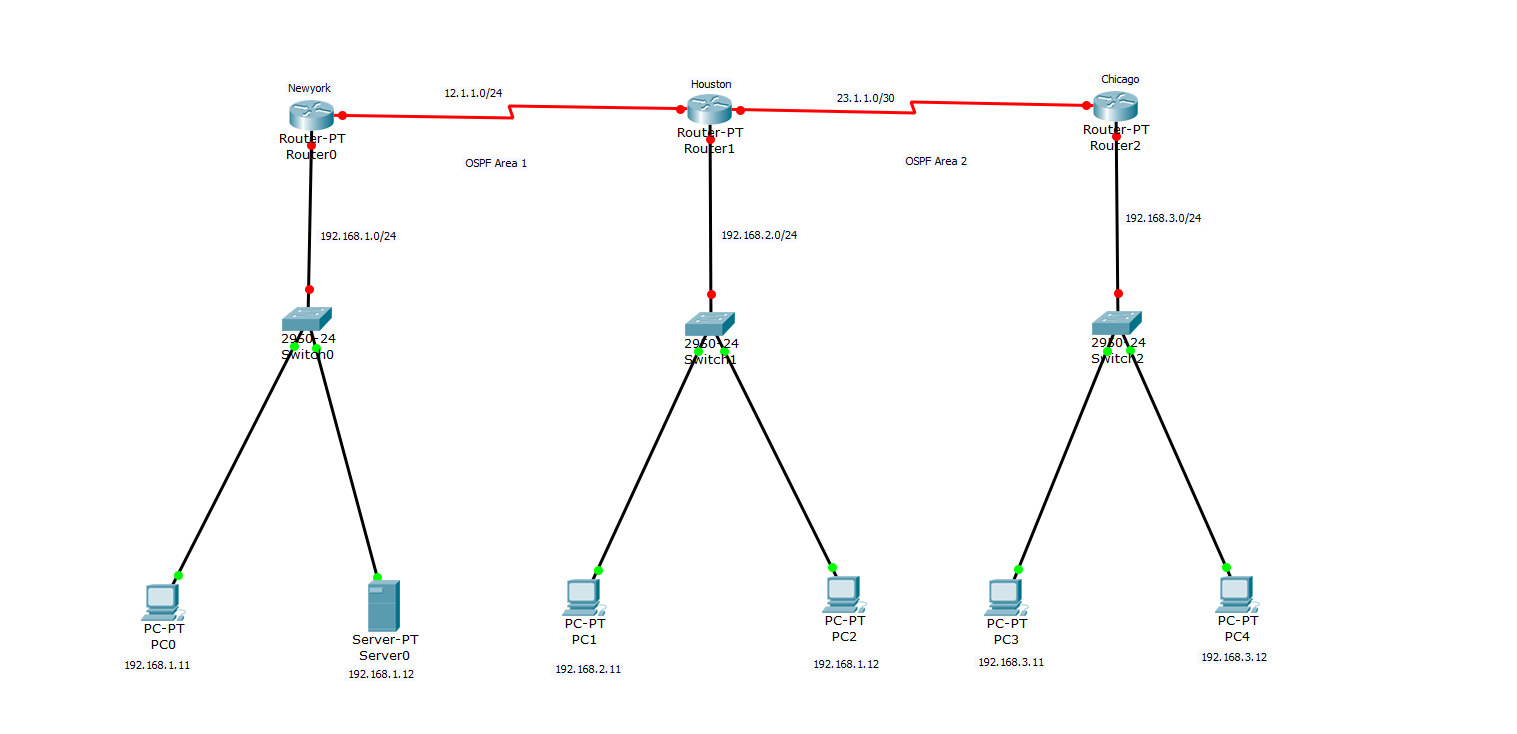 Newyork
Houston
Chicago
12.1.1.0/24
23.1.1.0/30
Router-PT
Router0
Router-PT
Router1
Router-PT
Router2
OSPF Area 1
OSPF Area 2
192.168.1.0/24
192.168.2.0/24
192.168.3.0/24
2950-24
Switch0
2950-24
Switch1
2950-24
Switch2
PC-PT
PC0
192.168.1.11
Server-PT
Server0
192.168.1.12
PC-PT
PC1
192.168.2.11
PC-PT
PC2
192.168.1.12
PC-PT
PC3
192.168.3.11
PC-PT
PC4
192.168.3.12